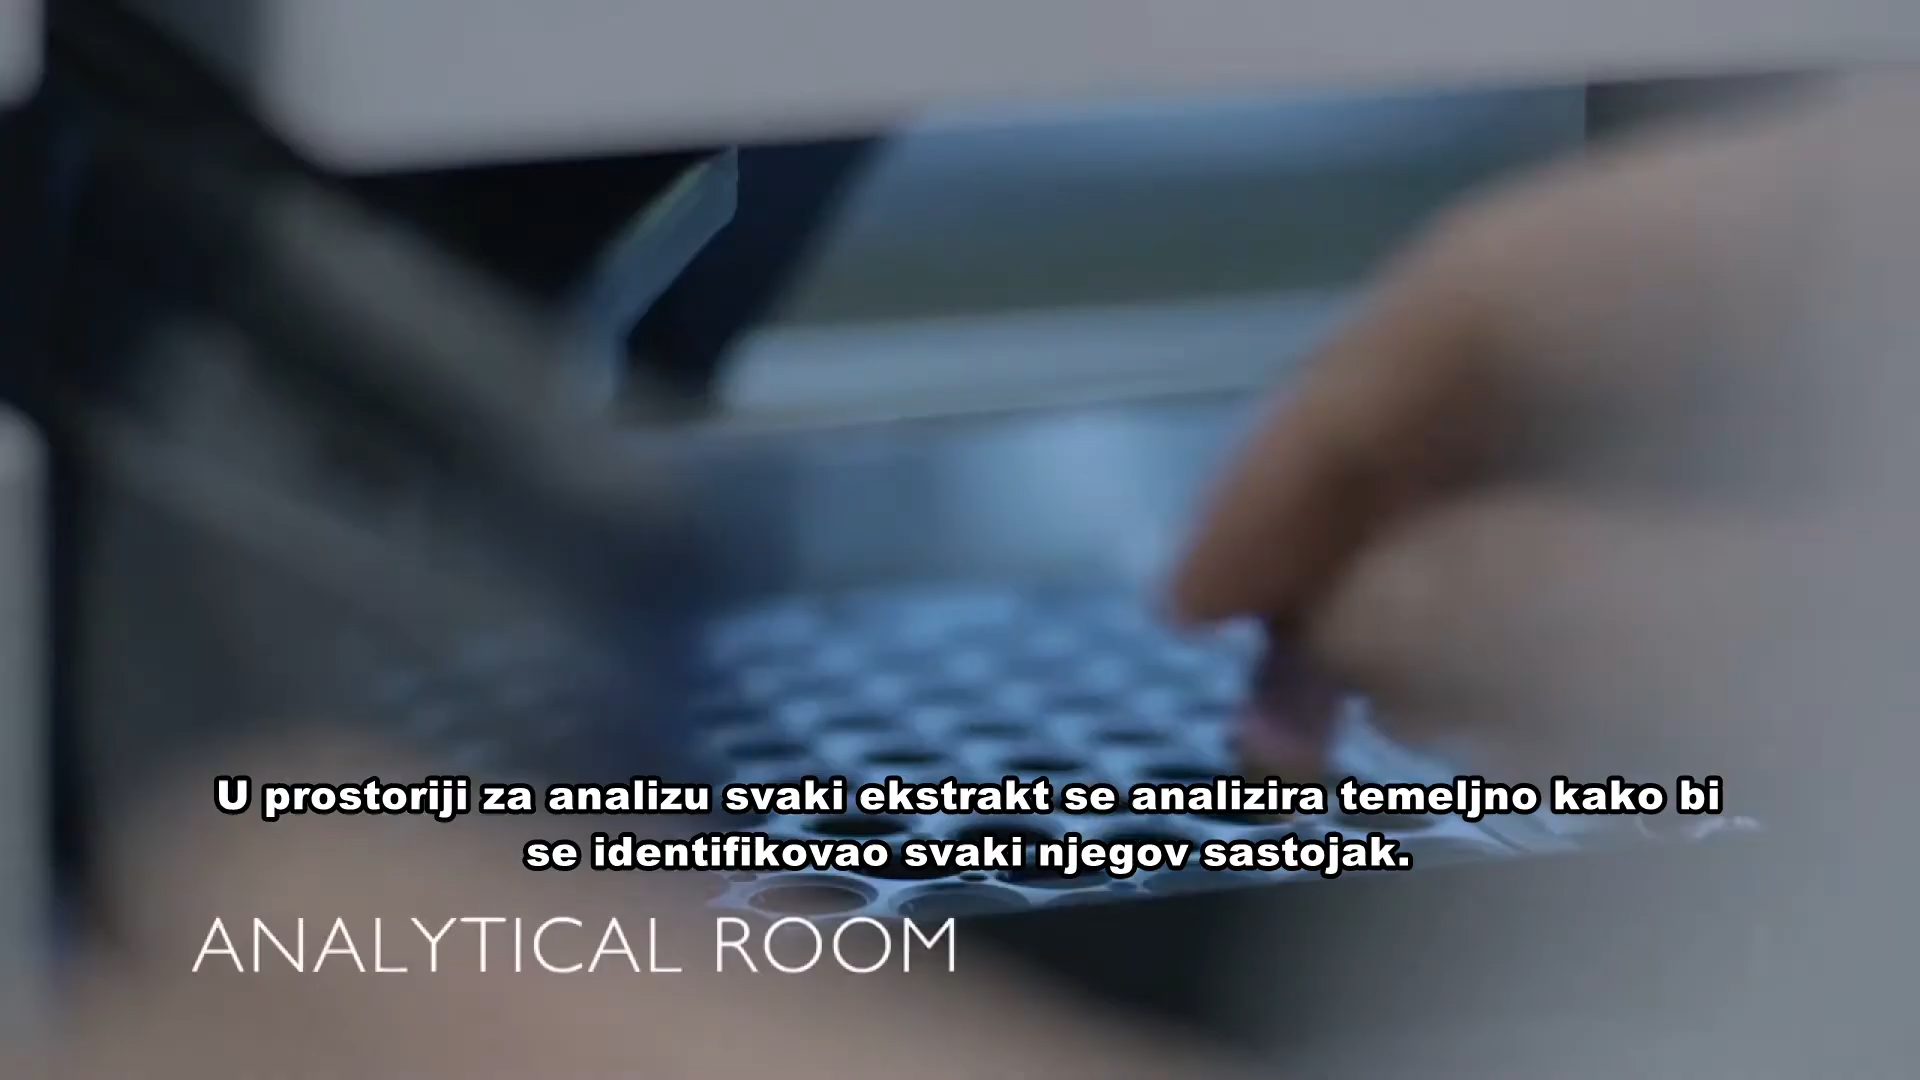 U prostoriji za analizu svaki ekstrakt se analizira temeljno kako bi
se identifikovao svaki njegov sastojak.
ANALYTICAL ROOM